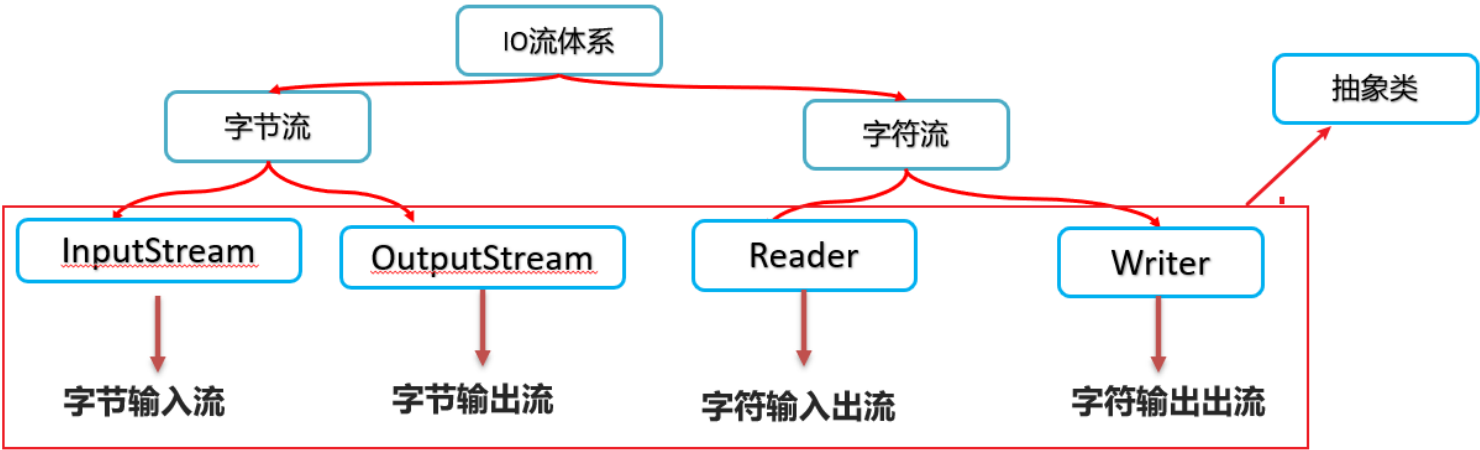 IO流体系
抽象类
字节流
字符流
InputStream
OutputStream
Reader
Writer
字节输入流
字节输出流
字符输入出流
字符输出出流